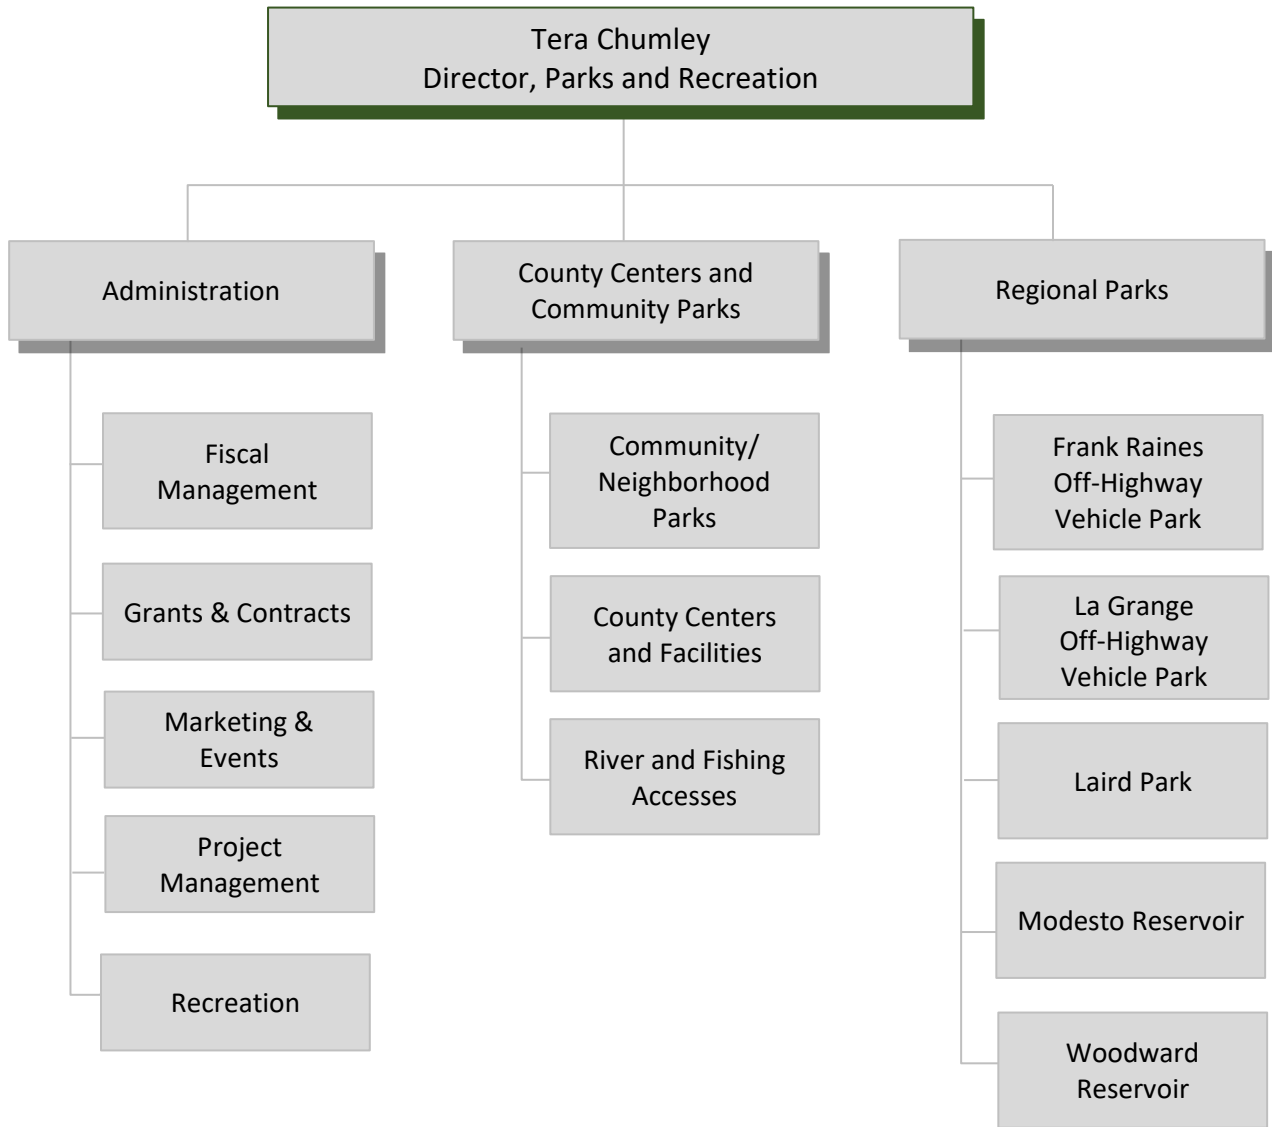 Tera Chumley
Director, Parks and Recreation
Administration
County Centers and
Community Parks
Regional Parks
Fiscal
Management
Grants & Contracts
Marketing &
Events
Project
Management
Recreation
Community/
Neighborhood
Parks
County Centers
and Facilities
River and Fishing
Accesses
Frank Raines
Off-Highway
Vehicle Park
La Grange
Off-Highway
Vehicle Park
Laird Park
Modesto Reservoir
Woodward
Reservoir